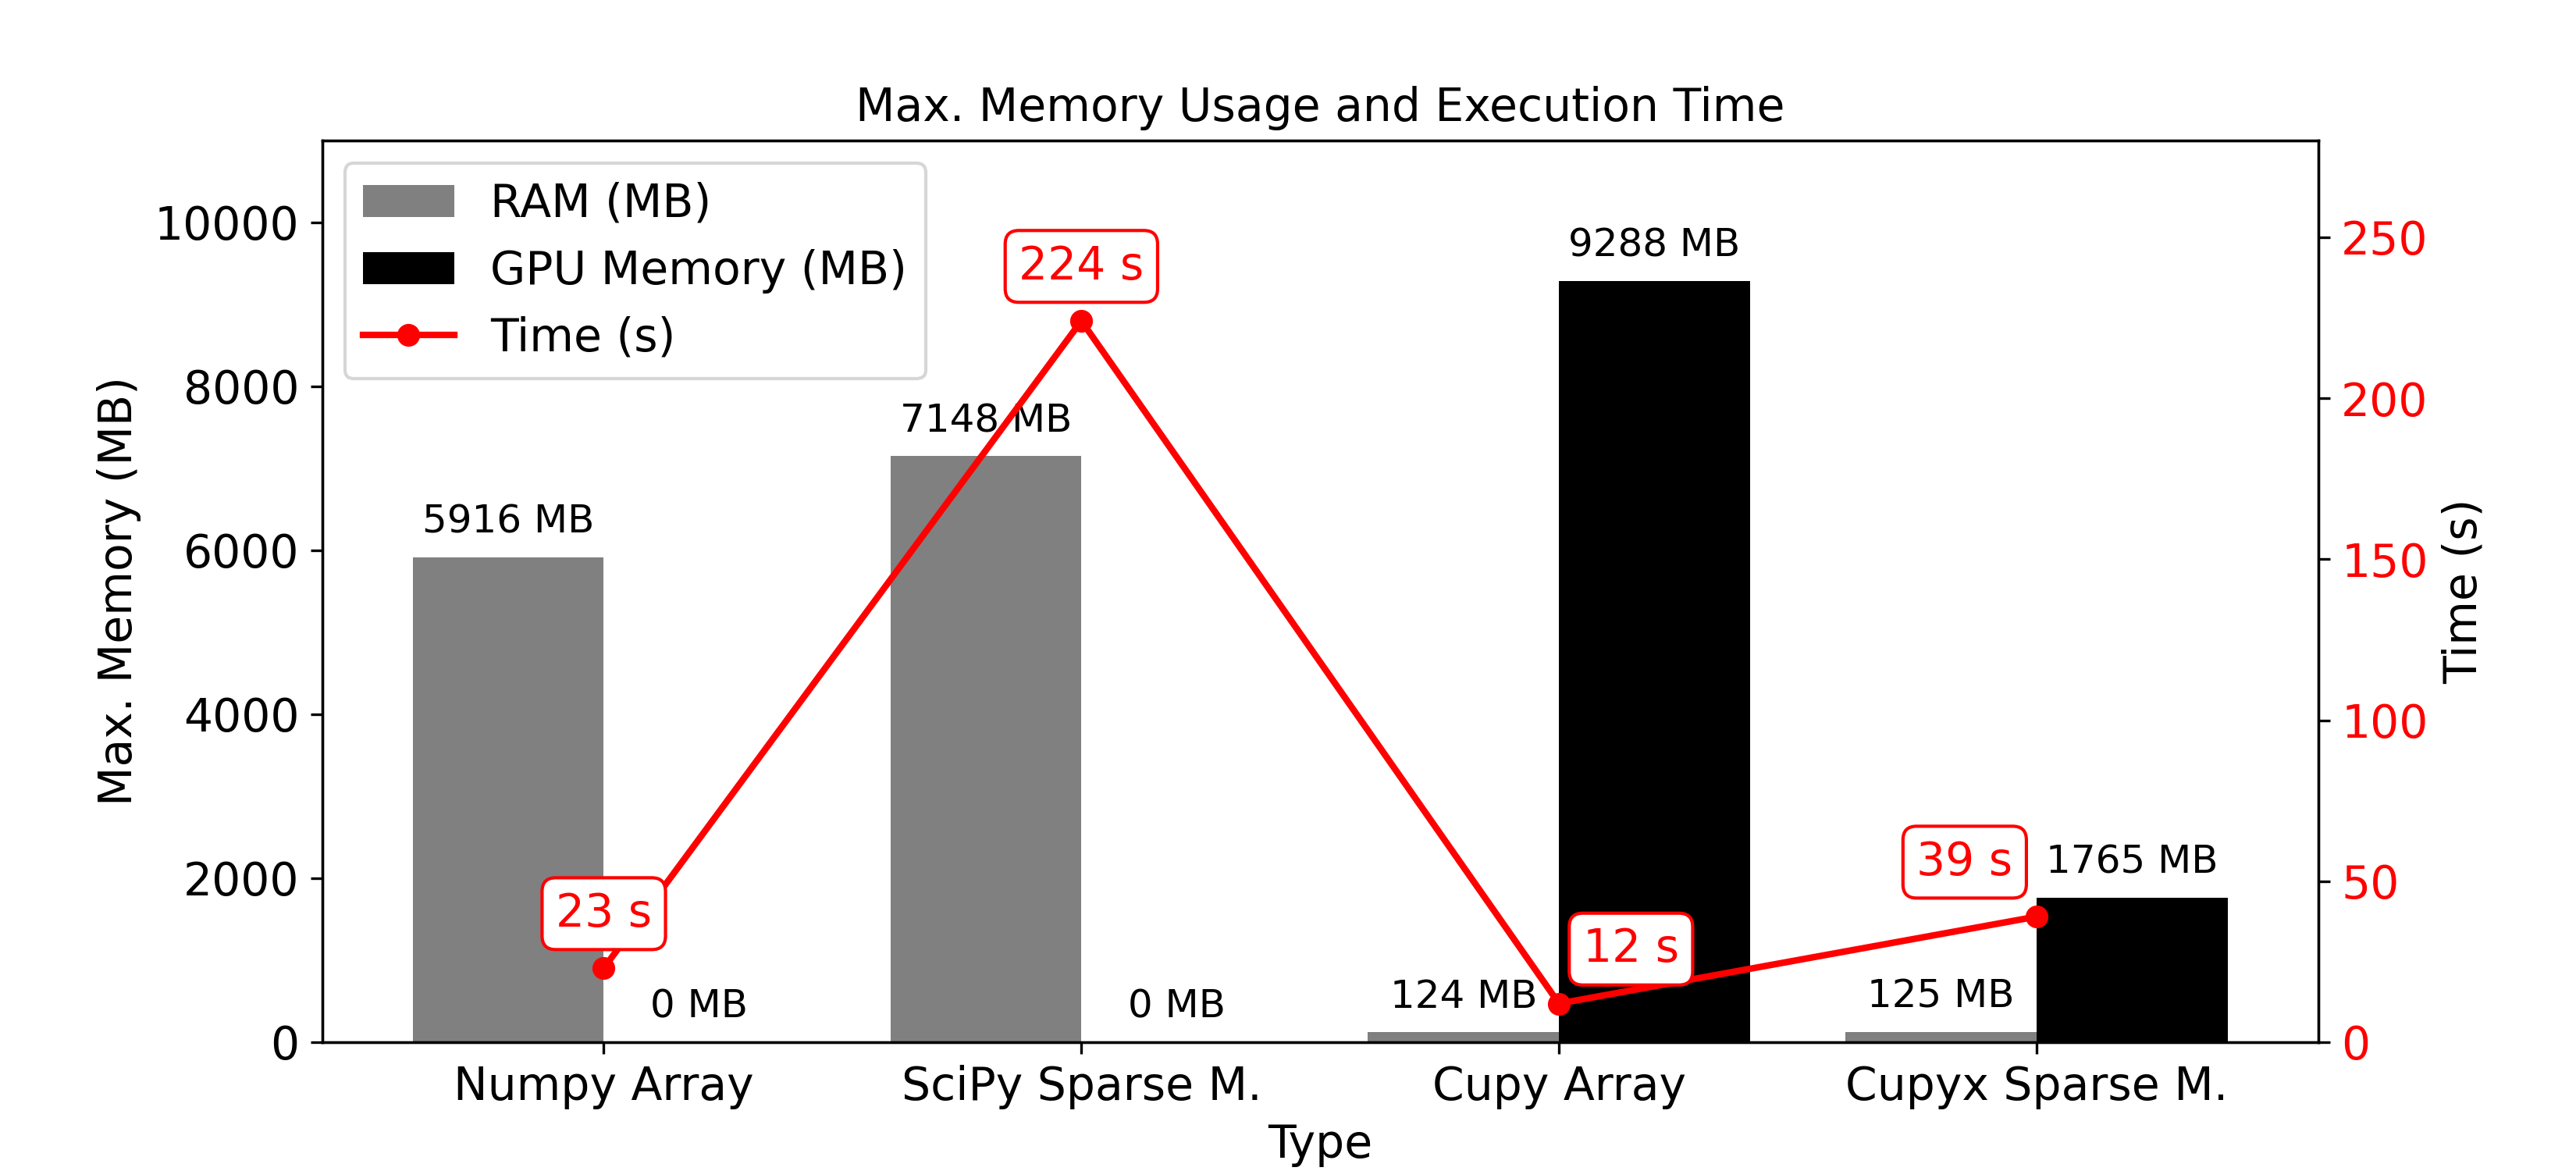 Max. Memory Usage and Execution Time
RAM (MB)
GPU Memory (MB)
Time (s)
Max. Memory (MB)
10000
8000
6000
4000
2000
0
5916 MB
0 MB
7148 MB
0 MB
124 MB
9288 MB
125 MB
1765 MB
23 s
224 s
12 s
39 s
250
200
150
100
50
0
Time (s)
Numpy Array
SciPy Sparse M.
Cupy Array
Cupyx Sparse M.
Type